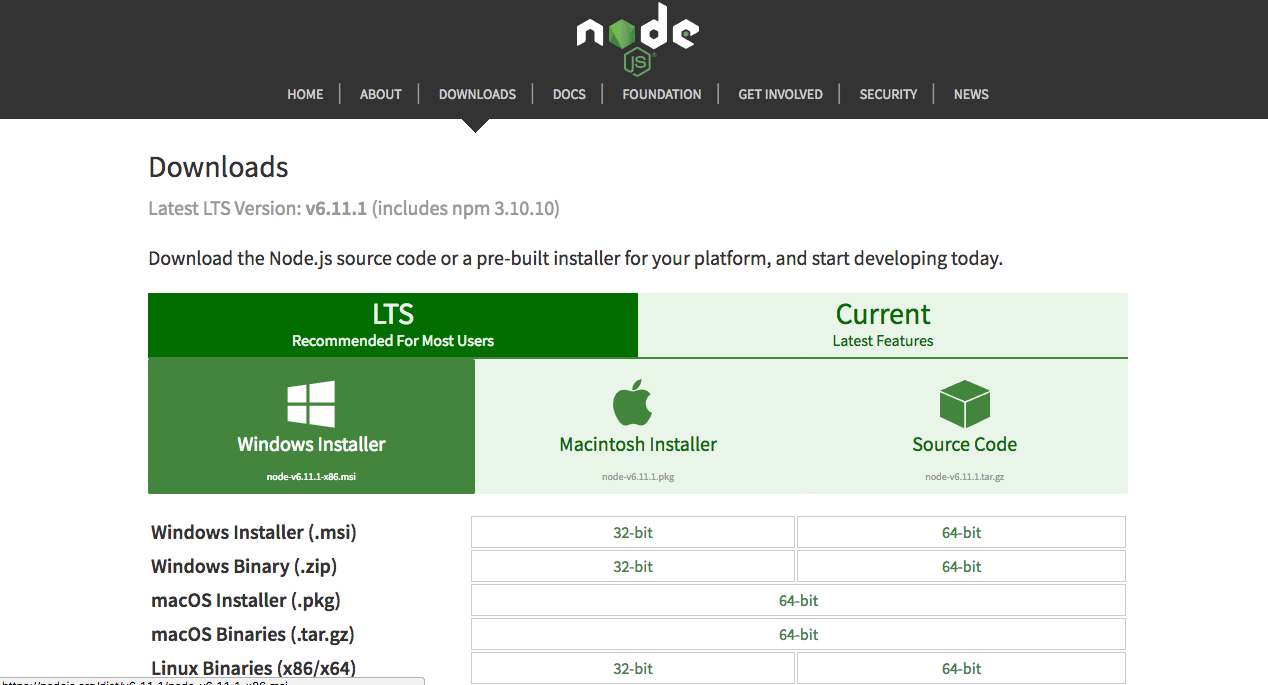 node
JS
HOME
ABOUT
DOWNLOADS
DOCS
FOUNDATION
GET INVOLVED
SECURITY
NEWS
Downloads
Latest LTS Version: v6.11.1 (includes npm 3.10.10)
Download the Node.js source code or a pre-built installer for your platform, and start developing today.
LTS
Recommended For Most Users
Current
Latest Features
Windows Installer
node-v6.11.1-x86.msi
Macintosh Installer
node-v6.11.1.pkg
Source Code
node-v6.11.1.tar.gz
Windows Installer (.msi) 32-bit 64-bit
Windows Binary (.zip) 32-bit 64-bit
macOS Installer (.pkg) 64-bit
macOS Binaries (.tar.gz) 64-bit
Linux Binaries (x86/x64) 32-bit 64-bit
https://nodejs.org/dist/v6.11.1/node-v6.11.1-x86.msi